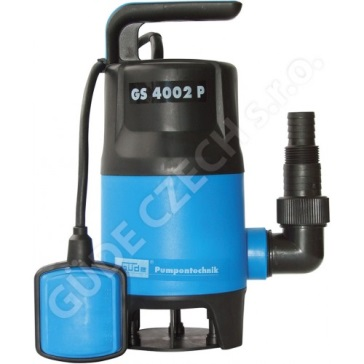 GS 4002 P
güde
Pumpentechnik
GÜDE CZECH s.r.o.